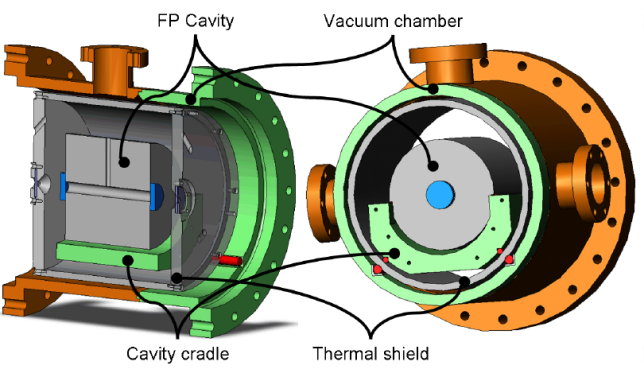 FP Cavity
Vacuum chamber
Cavity cradle
Thermal shield